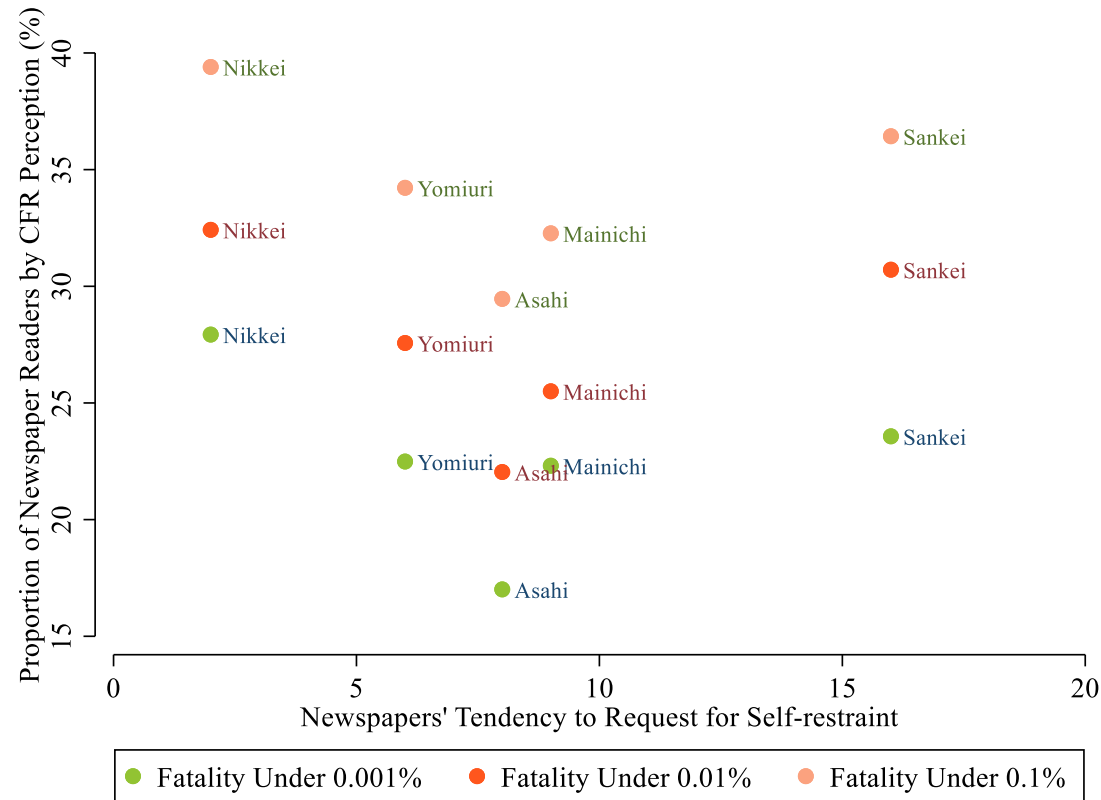 Proportion of Newspaper Readers by CFR Perception (%)
40
35
30
25
20
15
Nikkei
Sankei
Yomiuri
Nikkei
Mainichi
Sankei
Asahi
Nikkei
Yomiuri
Mainichi
Sankei
Yomiuri
Mainichi
Asahi
Asahi
0 5 10 15 20
Newspapers' Tendency to Request for Self-restraint
Fatality Under 0.001% Fatality Under 0.01% Fatality Under 0.1%